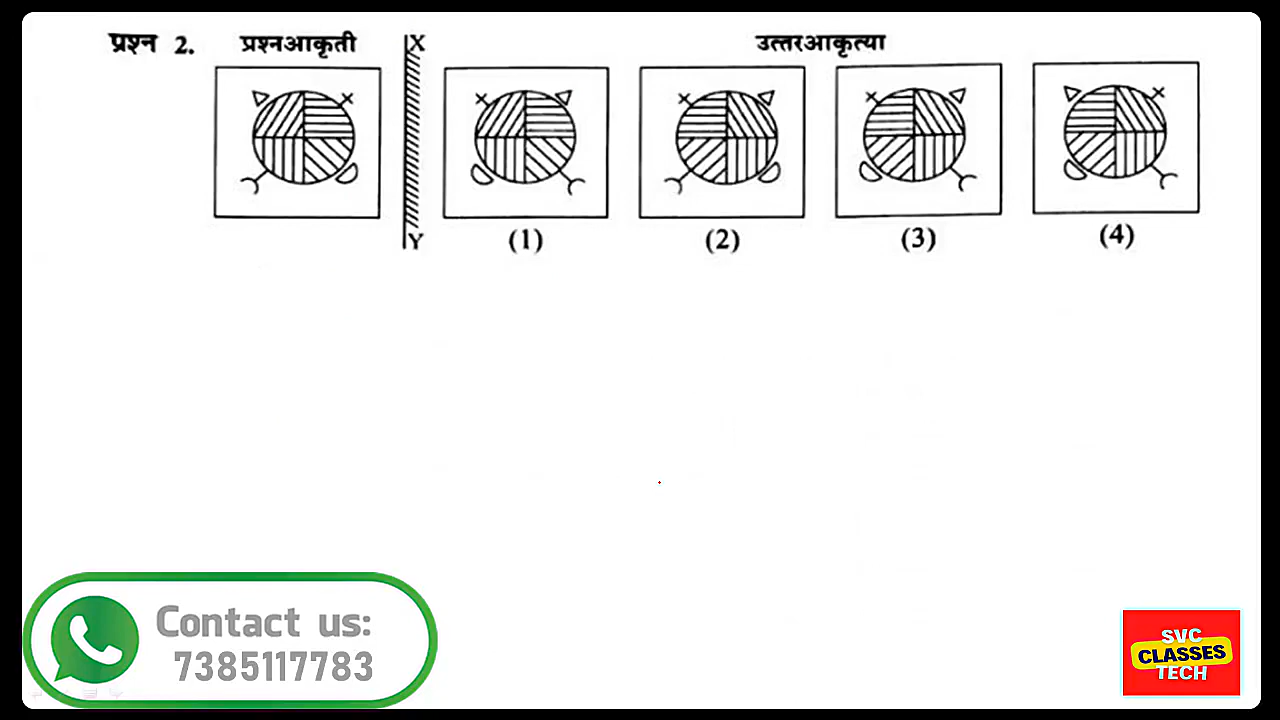 प्रश्न 2. प्रश्नआकृती X उत्तरआकृत्या
Y (1) (2) (3) (4)
Contact us:
7385117783
SVC
CLASSES
TECH